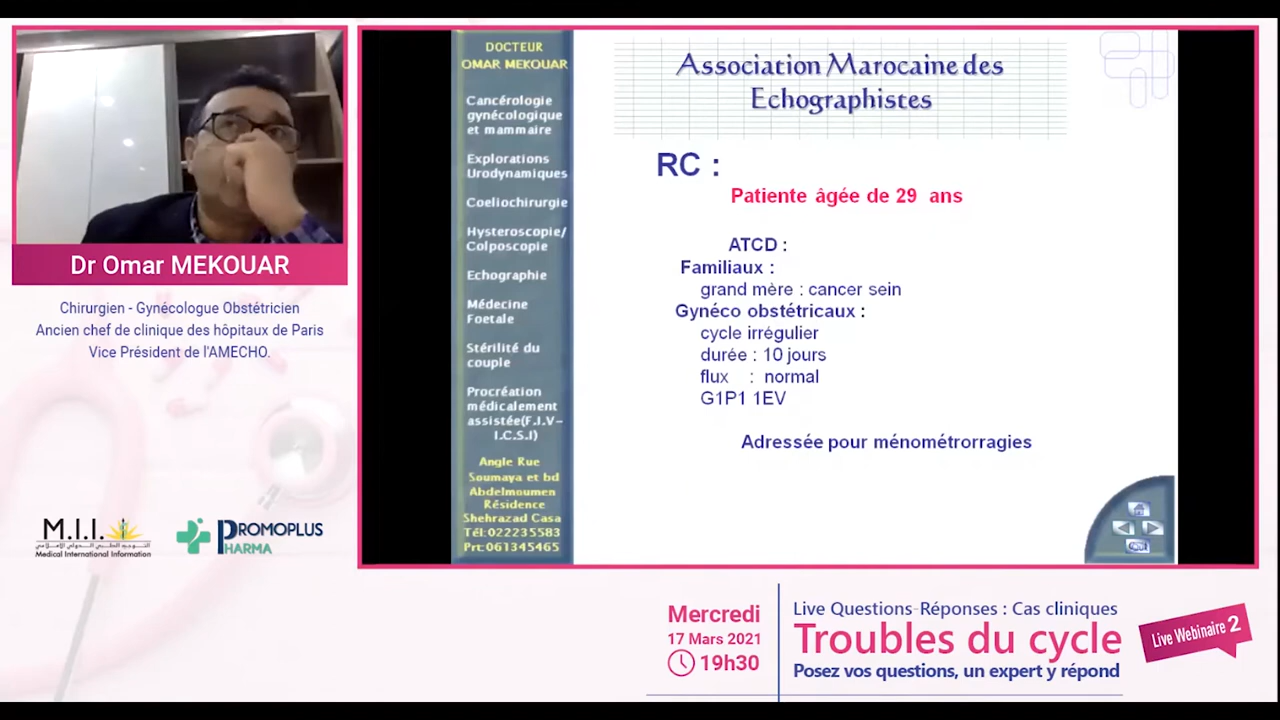 Dr Omar MEKOUAR
Chirurgien - Gynécologue Obstétricien
Ancien chef de clinique des hôpitaux de Paris
Vice Président de l'AMECHO.
M.I.I.
Medical International Information
PROMOPLUS
PHARMA
DOCTEUR
OMAR MEKOUAR
Cancérologie
gynécologique
et mammaire
Explorations
Urodynamiques
Coeliochirurgie
Hysteroscopie/
Colposcopie
Echographie
Médecine
Foetale
Stérilité du
couple
Procréation
médicalement
assistée(F.I.V-
I.C.S.I)
Angle Rue
Soumaya et bd
Abdelmoumen
Résidence
Shehrazad Casa
Tél:022235583
Prt:061345465
Association Marocaine des
Echographistes
RC :
Patiente âgée de 29 ans
ATCD :
Familiaux :
grand mère : cancer sein
Gynéco obstétricaux :
cycle irrégulier
durée : 10 jours
flux : normal
G1P1 1EV
Adressée pour ménométrorragies
Mercredi
17 Mars 2021
19h30
Live Questions-Réponses : Cas cliniques
Troubles du cycle
Posez vos questions, un expert y répond
Live Webinaire 2